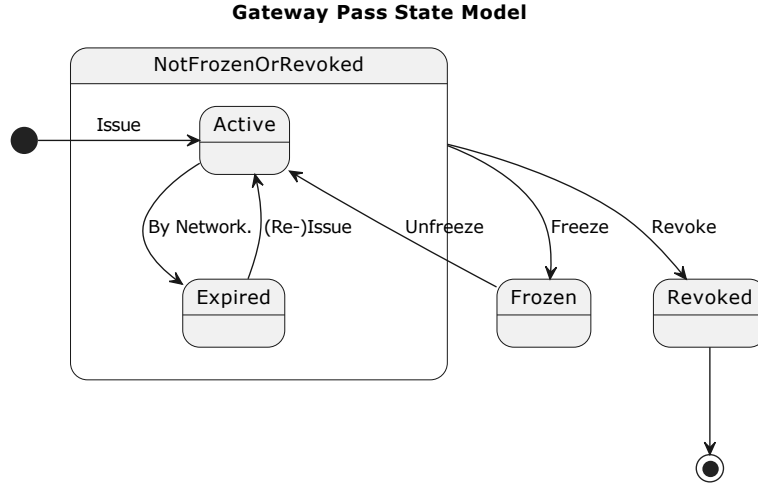 Gateway Pass State Model
NotFrozenOrRevoked
Issue
Active
By Network.
(Re-)Issue
Unfreeze
Freeze
Revoke
Expired
Frozen
Revoked